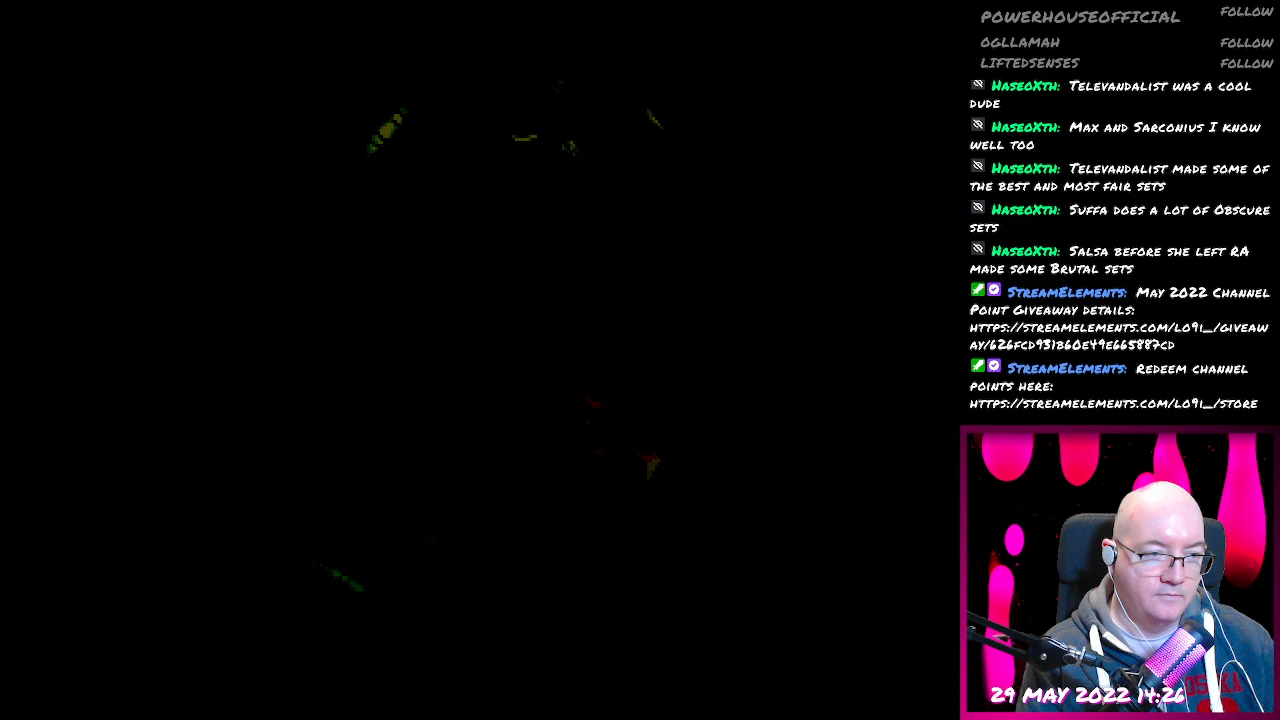 POWERHOUSEOFFICIAL FOLLOW
OGLLAMAH FOLLOW
LIFTEDSENSES FOLLOW
HaseoXth: Televandalist was a cool
dude
HaseoXth: Max and Sarconius I know
well too
HaseoXth: Televandalist made some of
the best and most fair sets
HaseoXth: Suffa does a lot of Obscure
sets
HaseoXth: Salsa before she left RA
made some Brutal sets
StreamElements: May 2022 Channel
Point Giveaway details:
https://streamelements.com/lo9i_/giveaw
ay/626fcd931b60e49e665887cd
StreamElements: Redeem channel
points here:
https://streamelements.com/lo9i_/store
29 MAY 2022 14:26